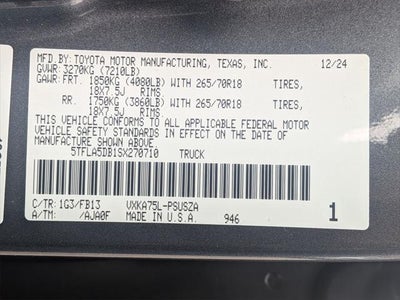 MFD.BY:TOYOTA MOTOR MANUFACTURING, TEXAS, INC. 12/24
GVWR: 3270KG (7210LB)
GAWR: FRT. 1850KG (4080LB) WITH 265/70R18 TIRES,
18X7.5J RIMS
RR. 1750KG (3860LB) WITH 265/70R18 TIRES,
18X7.5J RIMS
THIS VEHICLE CONFORMS TO ALL APPLICABLE FEDERAL MOTOR
VEHICLE SAFETY STANDARDS IN EFFECT ON THE DATE OF
MANUFACTURE SHOWN ABOVE.
5TFLA5DB1SX270710 TRUCK
C/TR: 1G3/FB13 VXKA75L-PSUSZA
A/TM: /AJA0F MADE IN U.S.A. 946 1